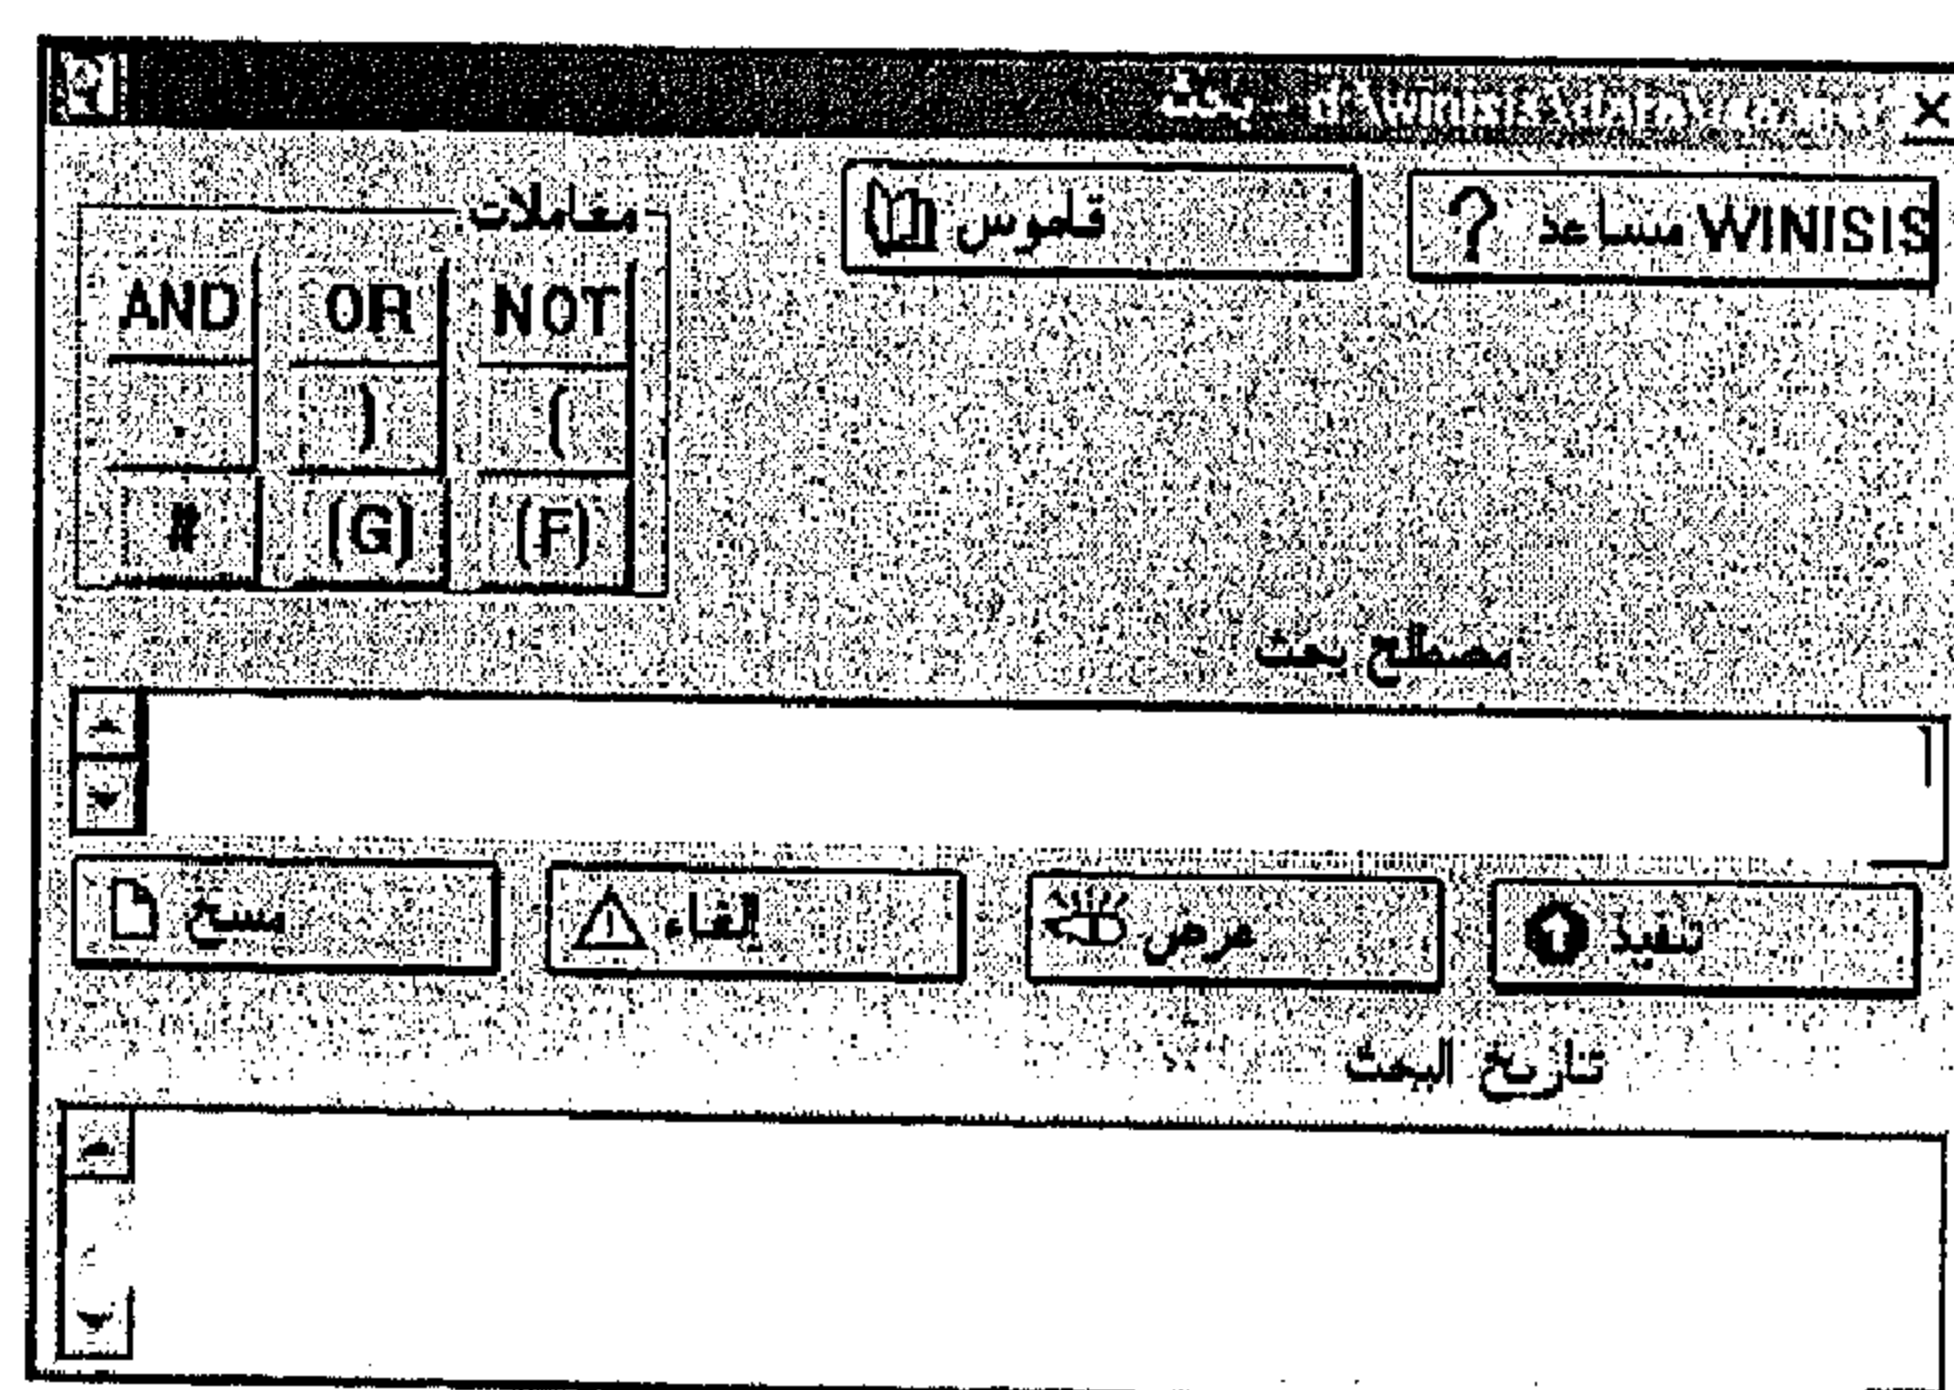 بحث - d:\winisis\data\
مساعد WINISIS ?
قاموس
معاملات
AND OR NOT
. ) (
# (G) (F)
مصطلح بحث
تنفيذ
عرض
إلغاء
مسح
تاريخ البحث